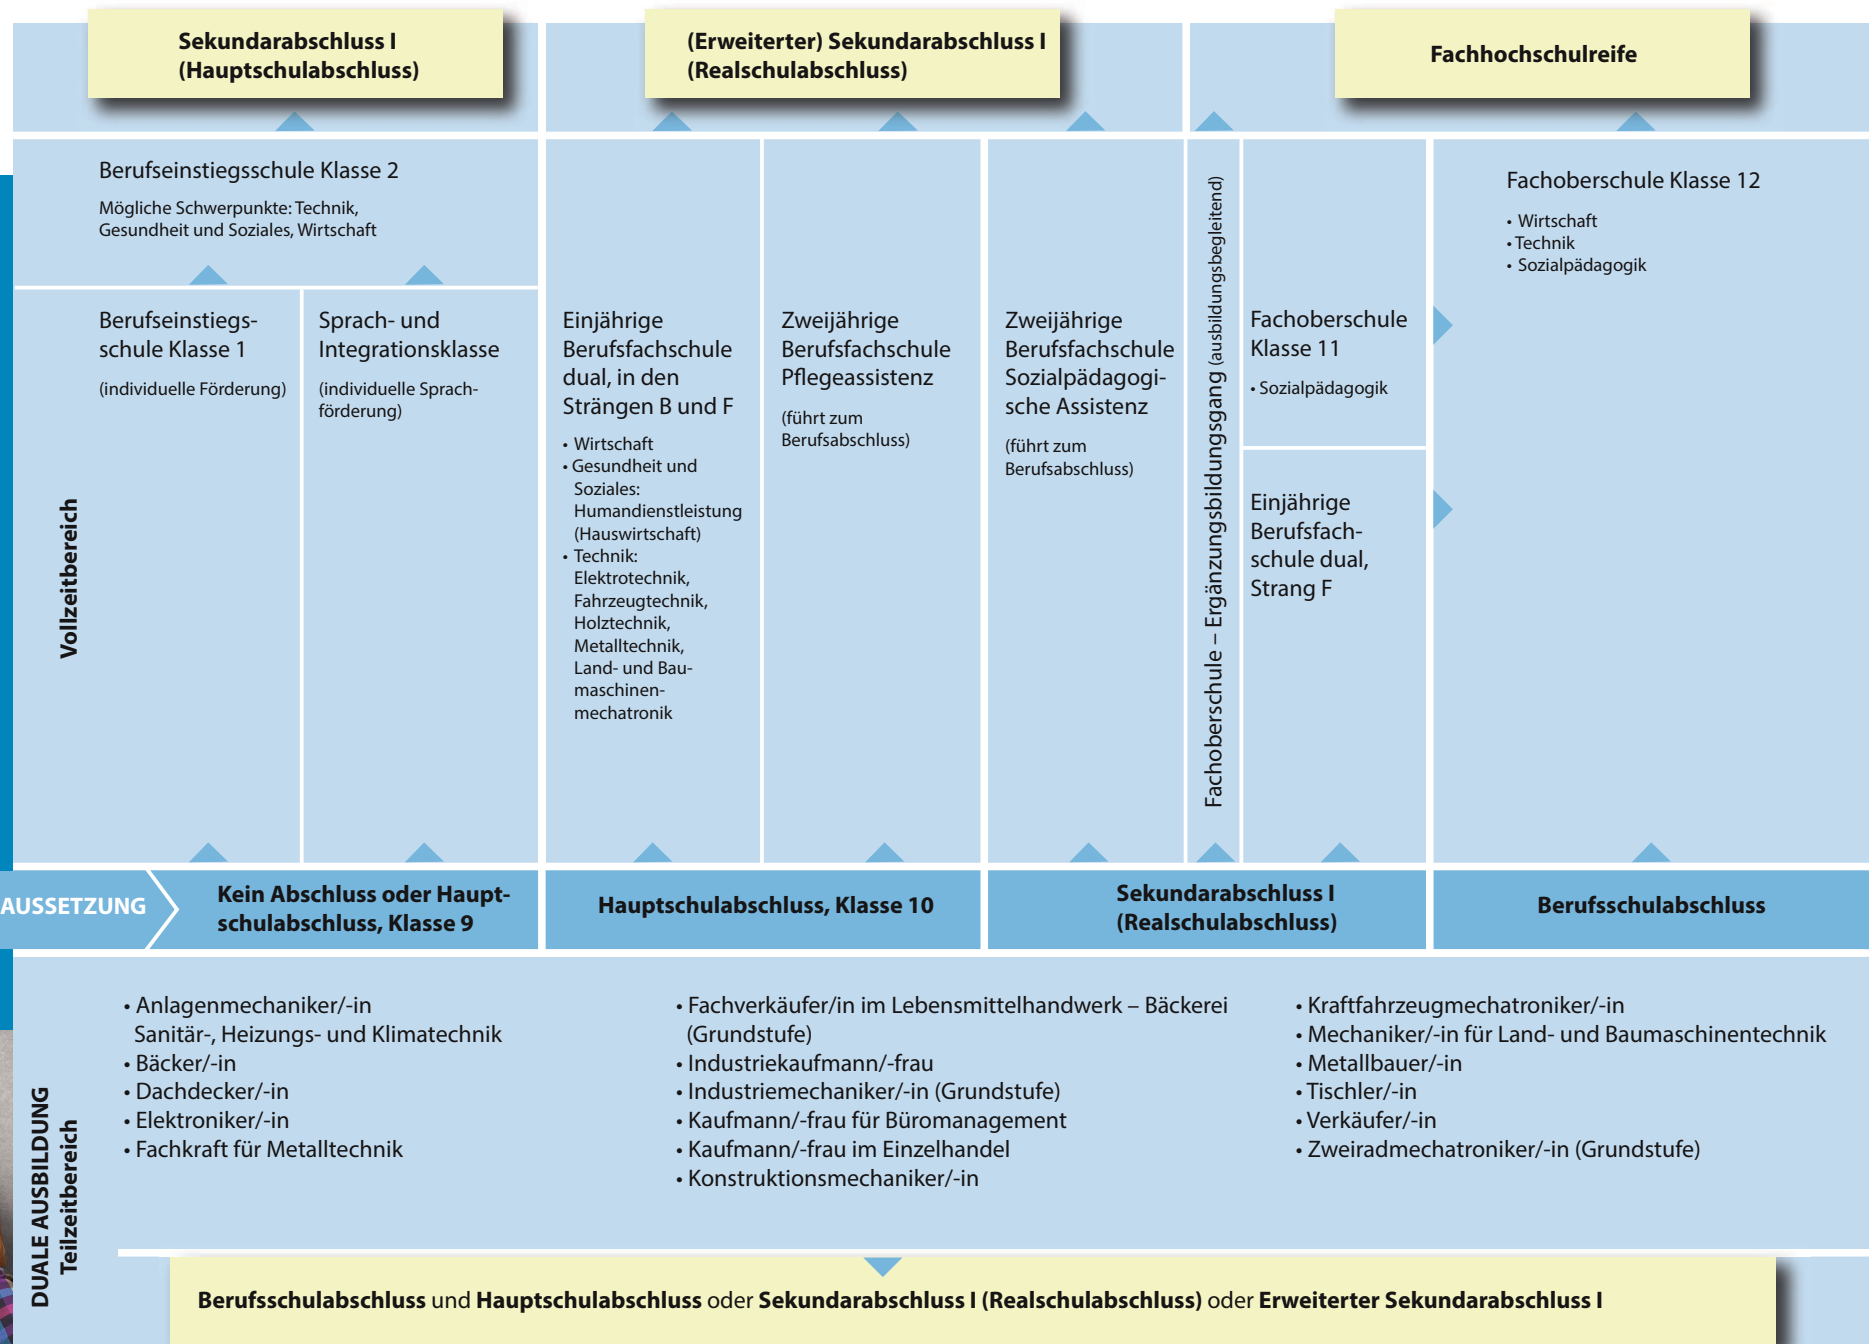 Sekundarabschluss I
(Hauptschulabschluss)
(Erweiterter) Sekundarabschluss I
(Realschulabschluss)
Fachhochschulreife
Berufseinstiegsschule Klasse 2
Mögliche Schwerpunkte: Technik,
Gesundheit und Soziales, Wirtschaft
Berufseinstiegs-
schule Klasse 1
(individuelle Förderung)
Sprach- und
Integrationsklasse
(individuelle Sprach-
förderung)
Einjährige
Berufsfachschule
dual, in den
Strängen B und F
• Wirtschaft
• Gesundheit und
Soziales:
Humandienstleistung
(Hauswirtschaft)
• Technik:
Elektrotechnik,
Fahrzeugtechnik,
Holztechnik,
Metalltechnik,
Land- und Bau-
maschinen-
mechatronik
Zweijährige
Berufsfachschule
Pflegeassistenz
(führt zum
Berufsabschluss)
Zweijährige
Berufsfachschule
Sozialpädagogi-
sche Assistenz
(führt zum
Berufsabschluss)
Fachoberschule – Ergänzungsbildungsgang (ausbildungsbegleitend)
Fachoberschule
Klasse 11
• Sozialpädagogik
Einjährige
Berufsfach-
schule dual,
Strang F
Fachoberschule Klasse 12
• Wirtschaft
• Technik
• Sozialpädagogik
Vollzeitbereich
AUSSETZUNG
Kein Abschluss oder Haupt-
schulabschluss, Klasse 9
Hauptschulabschluss, Klasse 10
Sekundarabschluss I
(Realschulabschluss)
Berufsschulabschluss
DUALE AUSBILDUNG
Teilzeitbereich
• Anlagenmechaniker/-in
Sanitär-, Heizungs- und Klimatechnik
• Bäcker/-in
• Dachdecker/-in
• Elektroniker/-in
• Fachkraft für Metalltechnik
• Fachverkäufer/in im Lebensmittelhandwerk – Bäckerei
(Grundstufe)
• Industriekaufmann/-frau
• Industriemechaniker/-in (Grundstufe)
• Kaufmann/-frau für Büromanagement
• Kaufmann/-frau im Einzelhandel
• Konstruktionsmechaniker/-in
• Kraftfahrzeugmechatroniker/-in
• Mechaniker/-in für Land- und Baumaschinentechnik
• Metallbauer/-in
• Tischler/-in
• Verkäufer/-in
• Zweiradmechatroniker/-in (Grundstufe)
Berufsschulabschluss und Hauptschulabschluss oder Sekundarabschluss I (Realschulabschluss) oder Erweiterter Sekundarabschluss I